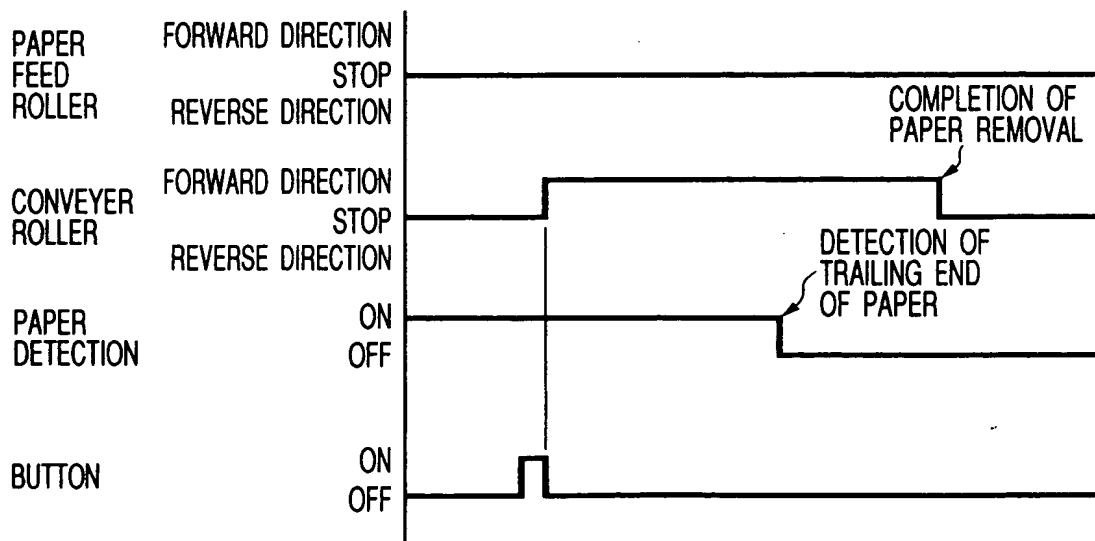 PAPER
FEED
ROLLER
FORWARD DIRECTION
STOP
REVERSE DIRECTION
COMPLETION OF
PAPER REMOVAL
CONVEYER
ROLLER
FORWARD DIRECTION
STOP
REVERSE DIRECTION
DETECTION OF
TRAILING END
OF PAPER
PAPER
DETECTION
ON
OFF
BUTTON
ON
OFF